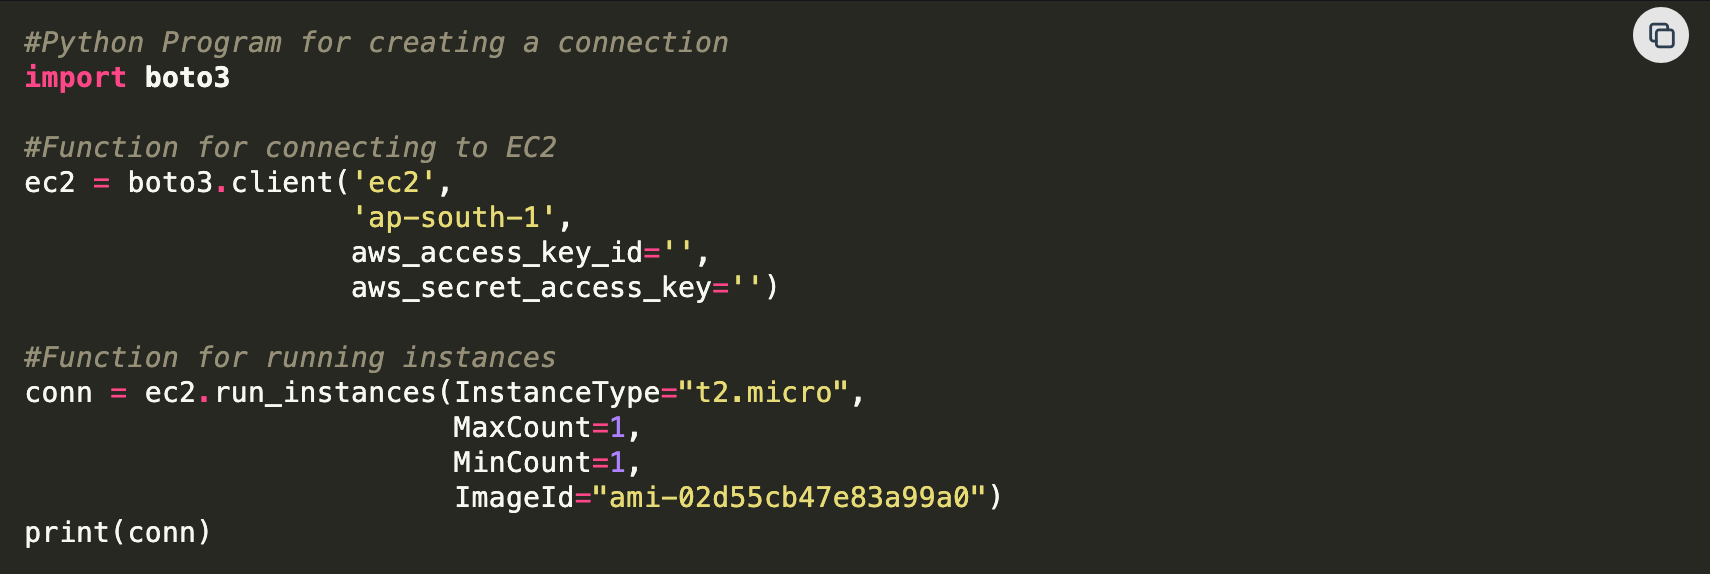 #Python Program for creating a connection
import boto3
#Function for connecting to EC2
ec2 = boto3.client('ec2',
'ap-south-1',
aws_access_key_id='',
aws_secret_access_key='')
#Function for running instances
conn = ec2.run_instances(InstanceType="t2.micro",
MaxCount=1,
MinCount=1,
ImageId="ami-02d55cb47e83a99a0")
print(conn)